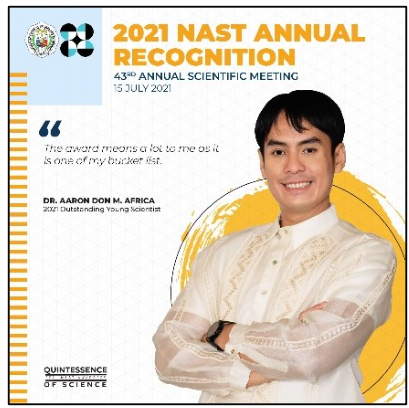 2021 NAST ANNUAL
RECOGNITION
43RD ANNUAL SCIENTIFIC MEETING
15 JULY 2021
“
The award means a lot to me as it
is one of my bucket list.
DR. AARON DON M. AFRICA
2021 Outstanding Young Scientist
QUINTESSENCE
OF SCIENCE